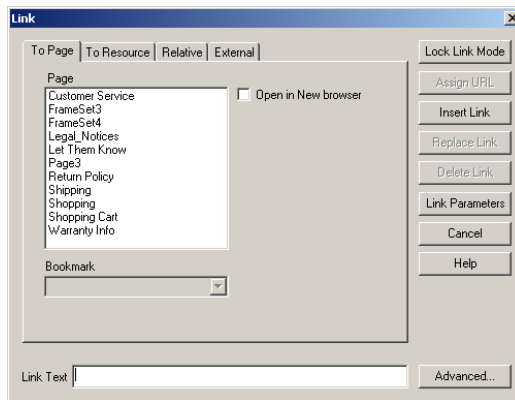 Link
To Page To Resource Relative External
Lock Link Mode
Page
Open in New browser
Assign URL
Customer Service
FrameSet3
FrameSet4
Legal_Notices
Let Them Know
Page3
Return Policy
Shipping
Shopping
Shopping Cart
Warranty Info
Insert Link
Replace Link
Delete Link
Link Parameters
Cancel
Help
Bookmark
Link Text
Advanced...